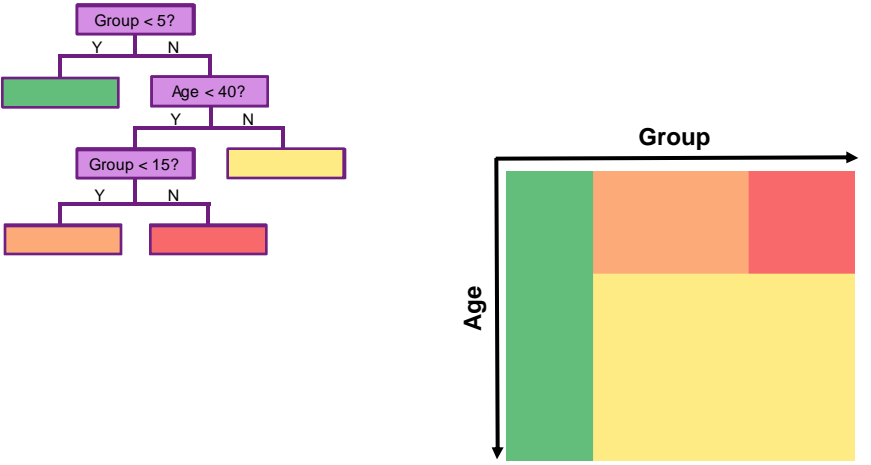 Group < 5?
Y N
Age < 40?
Y N
Group < 15?
Y N
Group
Age